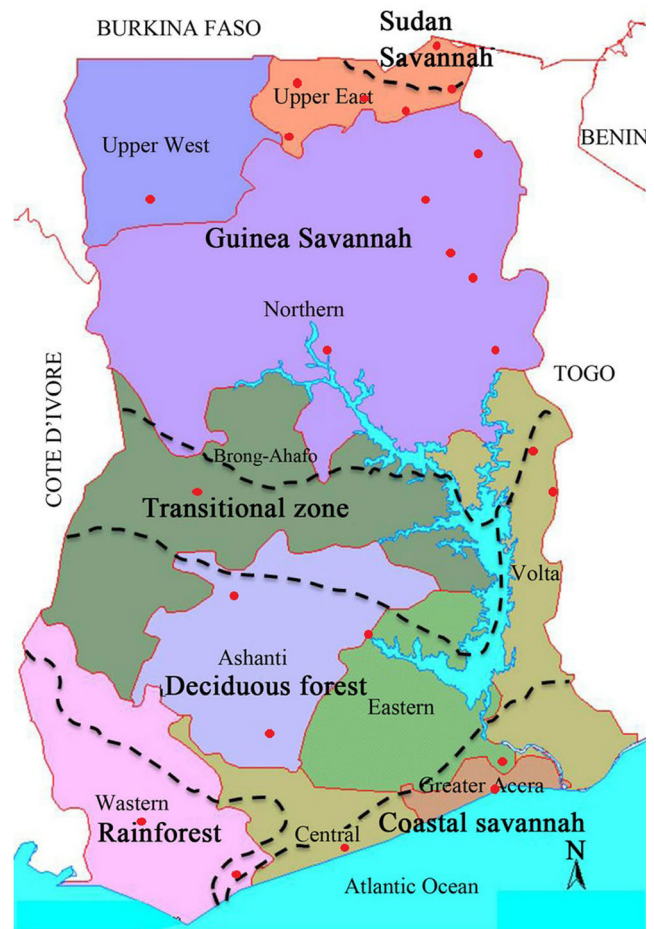 BURKINA FASO
Sudan
Savannah
Upper East
Upper West
BENIN
Guinea Savannah
Northern
TOGO
COTE D'IVORE
Brong-Ahafo
Transitional zone
Volta
Ashanti
Deciduous forest
Eastern
Greater Accra
Wastern
Rainforest
Central
Coastal savannah
N
Atlantic Ocean